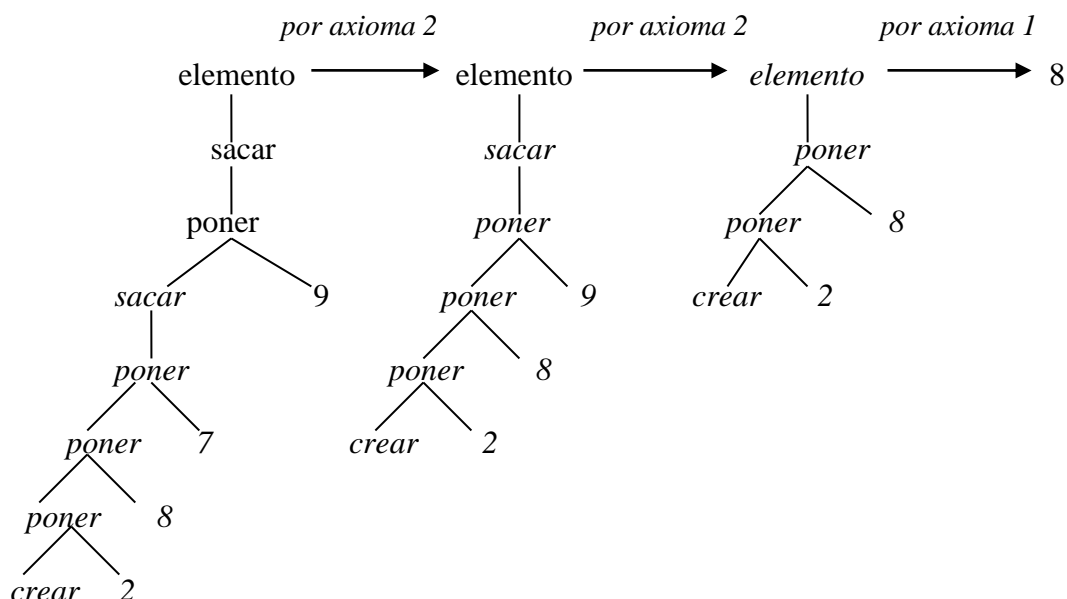 por axioma 2 por axioma 2 por axioma 1
elemento elemento elemento 8
sacar sacar poner
poner poner poner 8
sacar 9 poner 9 crear 2
poner poner 8
poner 7 crear 2
poner 8
crear 2